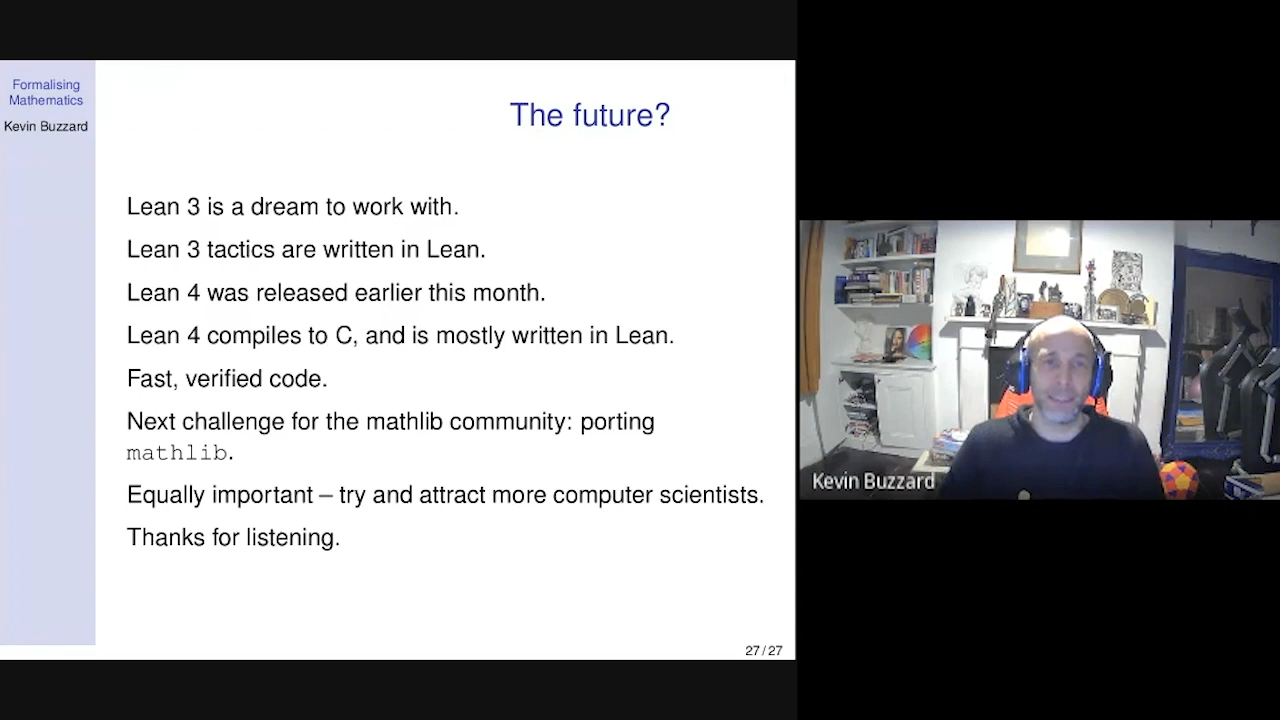 Formalising
Mathematics
Kevin Buzzard
The future?
Lean 3 is a dream to work with.
Lean 3 tactics are written in Lean.
Lean 4 was released earlier this month.
Lean 4 compiles to C, and is mostly written in Lean.
Fast, verified code.
Next challenge for the mathlib community: porting
mathlib.
Equally important – try and attract more computer scientists.
Thanks for listening.
27 / 27
Kevin Buzzard